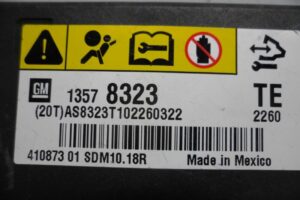 GM 1357 8323 TE
(20T)AS8323T102260322 2260
410873 01 SDM10.18R Made in Mexico